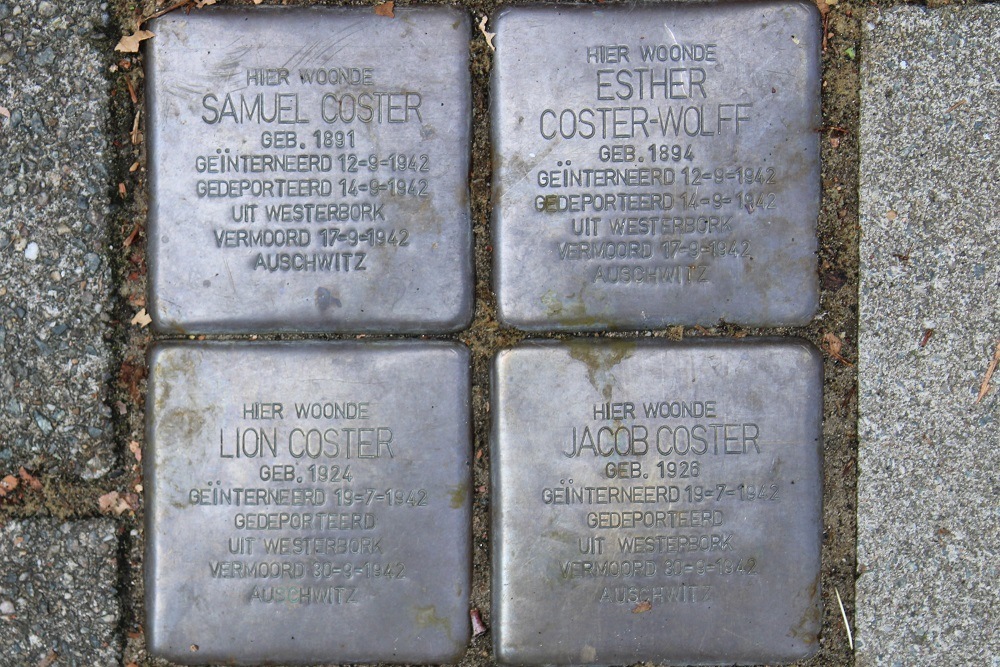 HIER WOONDE
SAMUEL COSTER
GEB. 1891
GEÏNTERNEERD 12-9-1942
GEDEPORTEERD 14-9-1942
UIT WESTERBORK
VERMOORD 17-9-1942
AUSCHWITZ
HIER WOONDE
ESTHER
COSTER-WOLFF
GEB. 1894
GEÏNTERNEERD 12-9-1942
GEDEPORTEERD 14-9-1942
UIT WESTERBORK
VERMOORD 17-9-1942
AUSCHWITZ
HIER WOONDE
LION COSTER
GEB. 1924
GEÏNTERNEERD 19-7-1942
GEDEPORTEERD
UIT WESTERBORK
VERMOORD 30-9-1942
AUSCHWITZ
HIER WOONDE
JACOB COSTER
GEB. 1926
GEÏNTERNEERD 19-7-1942
GEDEPORTEERD
UIT WESTERBORK
VERMOORD 30-9-1942
AUSCHWITZ